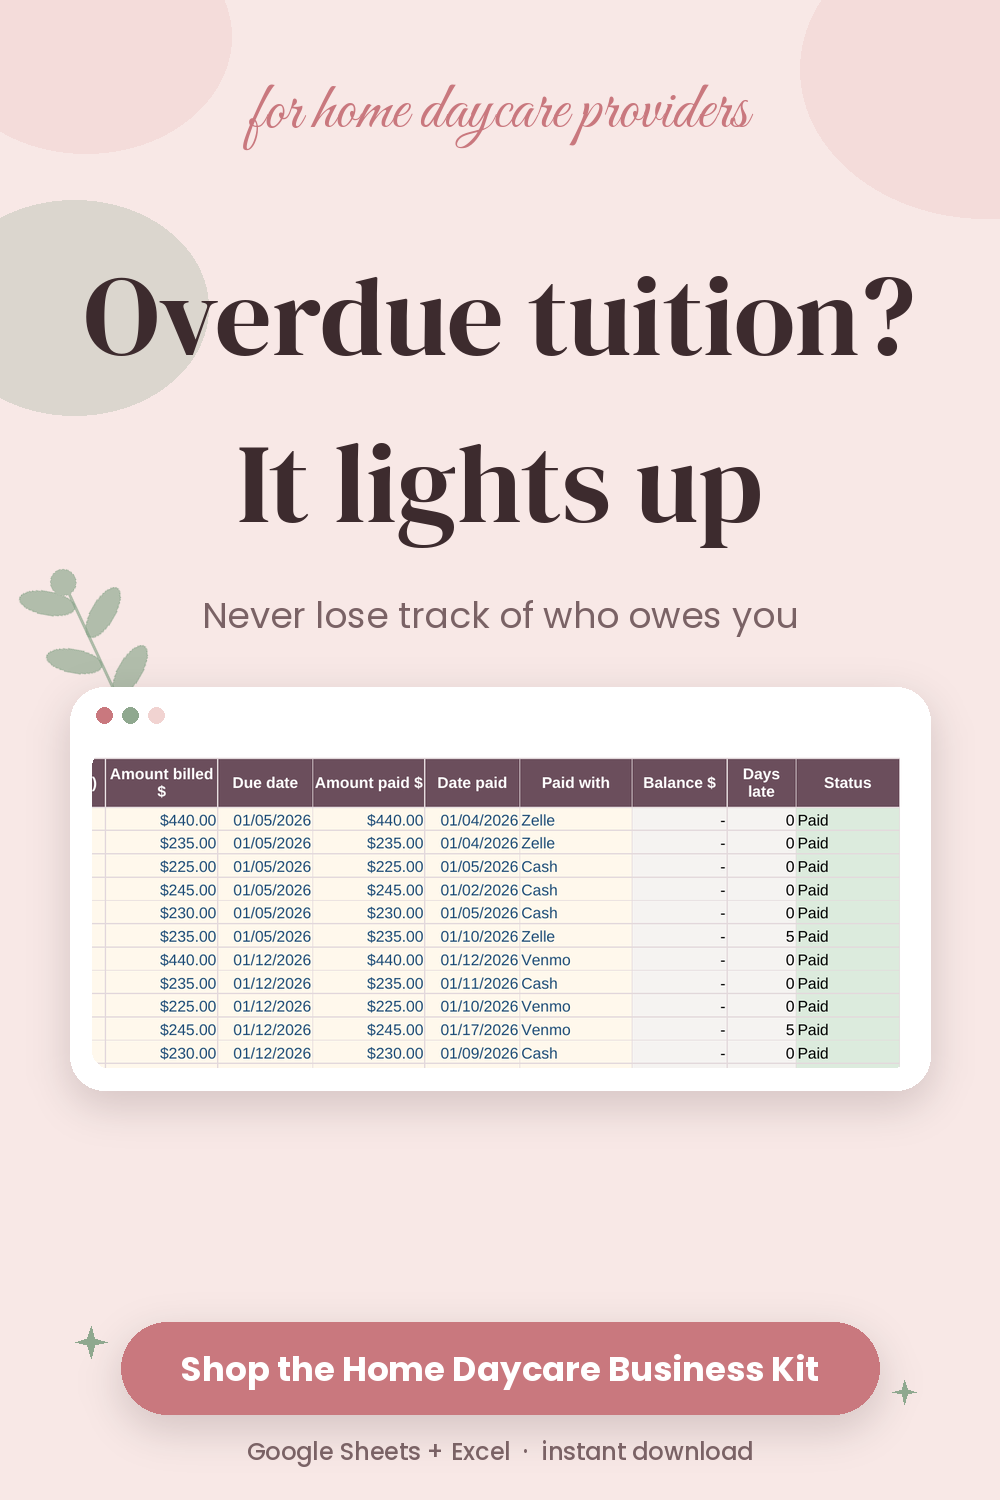 for home daycare providers
Overdue tuition?
It lights up
Never lose track of who owes you
) Amount billed $ Due date Amount paid $ Date paid Paid with Balance $ Days late Status
$440.00 01/05/2026 $440.00 01/04/2026 Zelle - 0 Paid
$235.00 01/05/2026 $235.00 01/04/2026 Zelle - 0 Paid
$225.00 01/05/2026 $225.00 01/05/2026 Cash - 0 Paid
$245.00 01/05/2026 $245.00 01/02/2026 Cash - 0 Paid
$230.00 01/05/2026 $230.00 01/05/2026 Cash - 0 Paid
$235.00 01/05/2026 $235.00 01/10/2026 Zelle - 5 Paid
$440.00 01/12/2026 $440.00 01/12/2026 Venmo - 0 Paid
$235.00 01/12/2026 $235.00 01/11/2026 Cash - 0 Paid
$225.00 01/12/2026 $225.00 01/10/2026 Venmo - 0 Paid
$245.00 01/12/2026 $245.00 01/17/2026 Venmo - 5 Paid
$230.00 01/12/2026 $230.00 01/09/2026 Cash - 0 Paid
Shop the Home Daycare Business Kit
Google Sheets + Excel · instant download